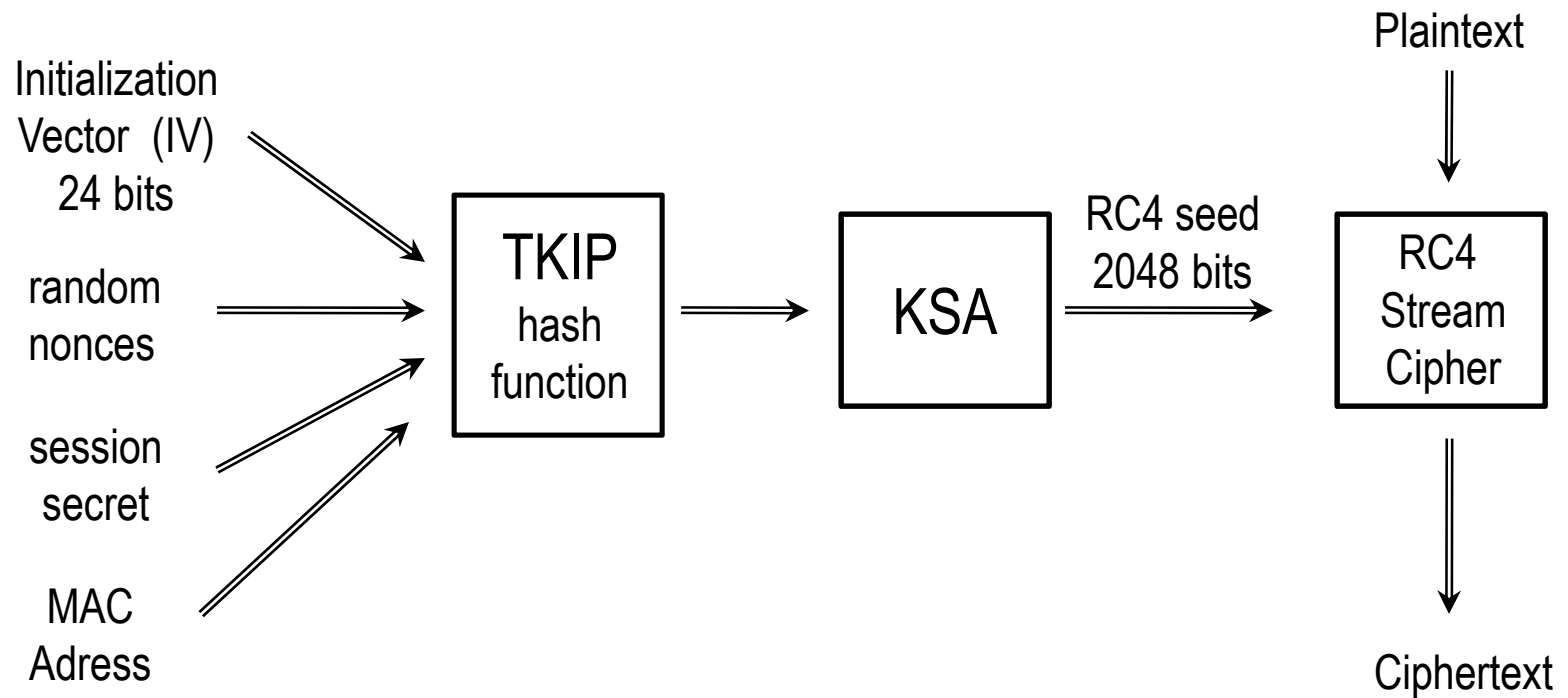 Initialization
Vector (IV)
24 bits
random
nonces
session
secret
MAC
Adress
TKIP
hash
function
KSA
RC4 seed
2048 bits
Plaintext
RC4
Stream
Cipher
Ciphertext